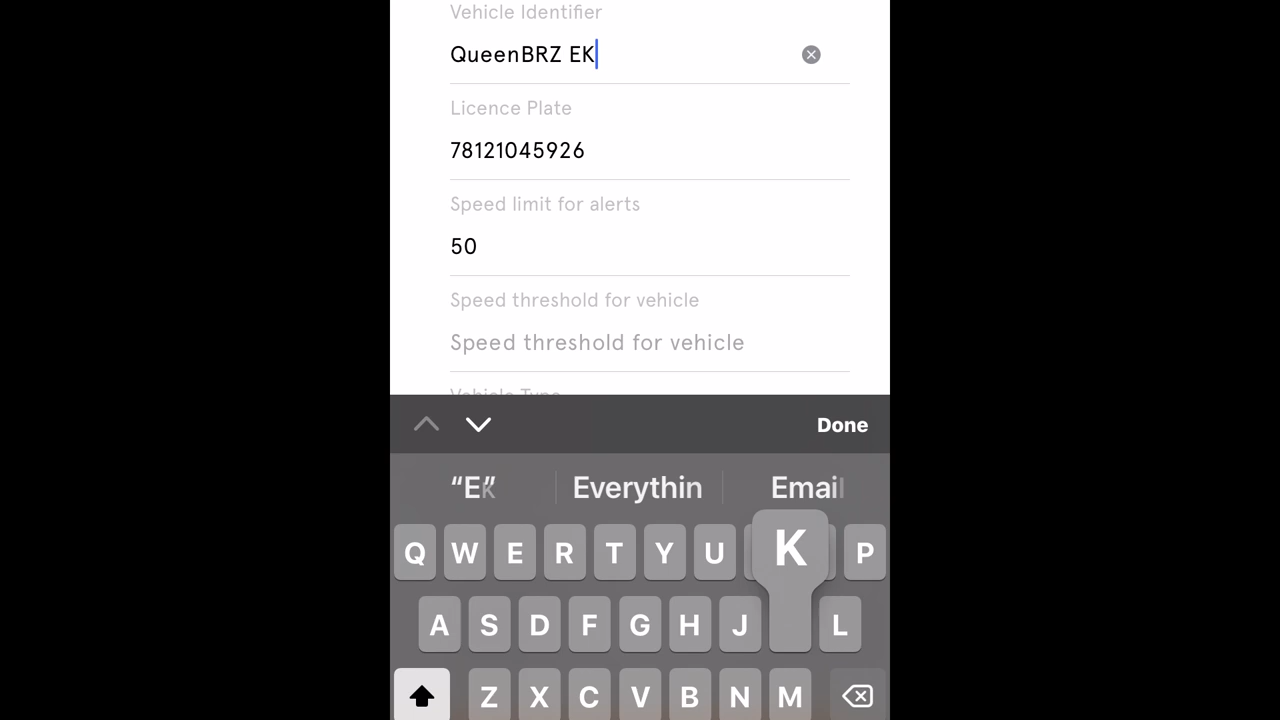 Vehicle Identifier
QueenBRZ EK
Licence Plate
78121045926
Speed limit for alerts
50
Speed threshold for vehicle
Speed threshold for vehicle
Vehicle Type
Done
“Ek” Everythin Email
Q W E R T Y U K P
A S D F G H J L
Z X C V B N M